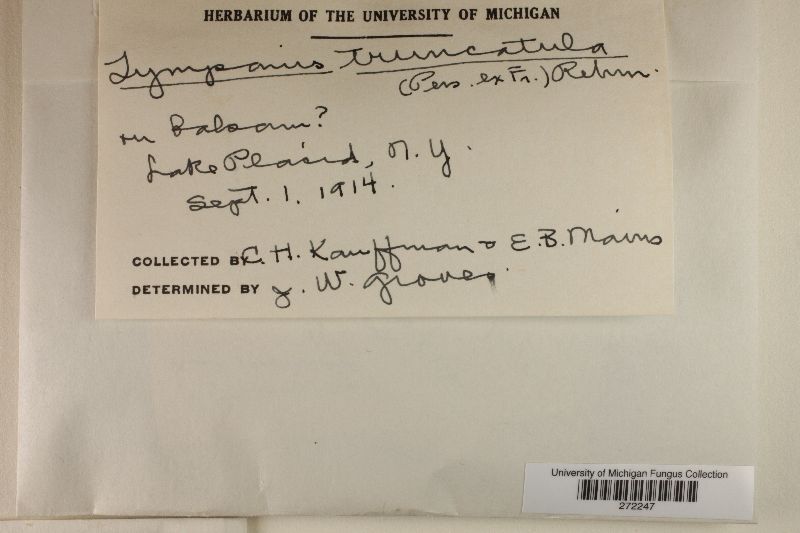 HERBARIUM OF THE UNIVERSITY OF MICHIGAN
Tympanis truncatula
(Pers. ex Fr.) Rehm.
on Balsam?
Lake Placid, N.Y.
Sept. 1, 1914.
COLLECTED BY C. H. Kauffman & E. B. Mains
DETERMINED BY J. W. Groves.
University of Michigan Fungus Collection
272247